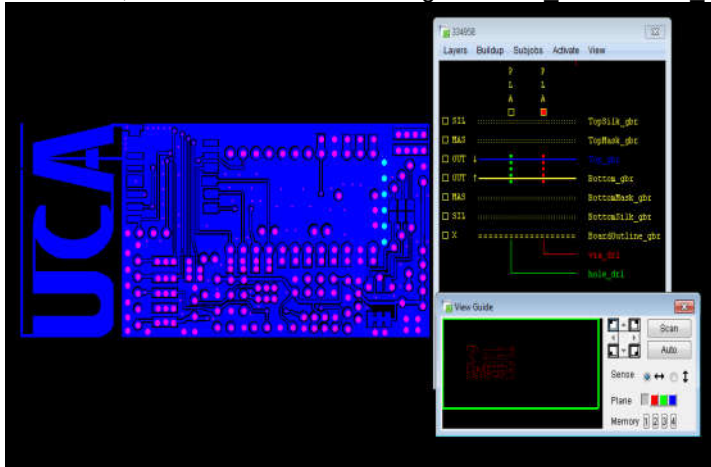 334958
Layers Buildup Subjobs Activate View
P P
L L
A A
SIL TopSilk_gbr
MAS TopMask_gbr
OUT ↓ Top_gbr
OUT ↑ Bottom_gbr
MAS BottomMask_gbr
SIL BottomSilk_gbr
X BoardOutline_gbr
via_drl
hole_drl
UCA
View Guide
Scan
Auto
Sense
Plane
Memory 1 2 3 4